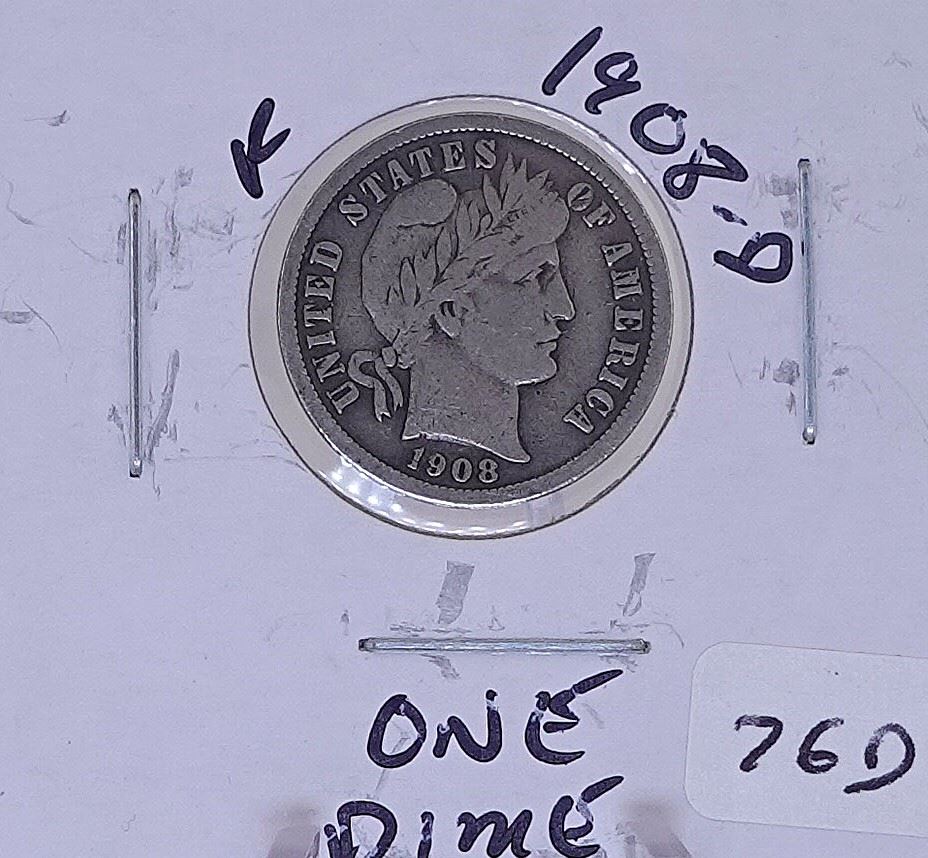 1908-D
UNITED STATES OF AMERICA
1908
ONE
DIME
76D